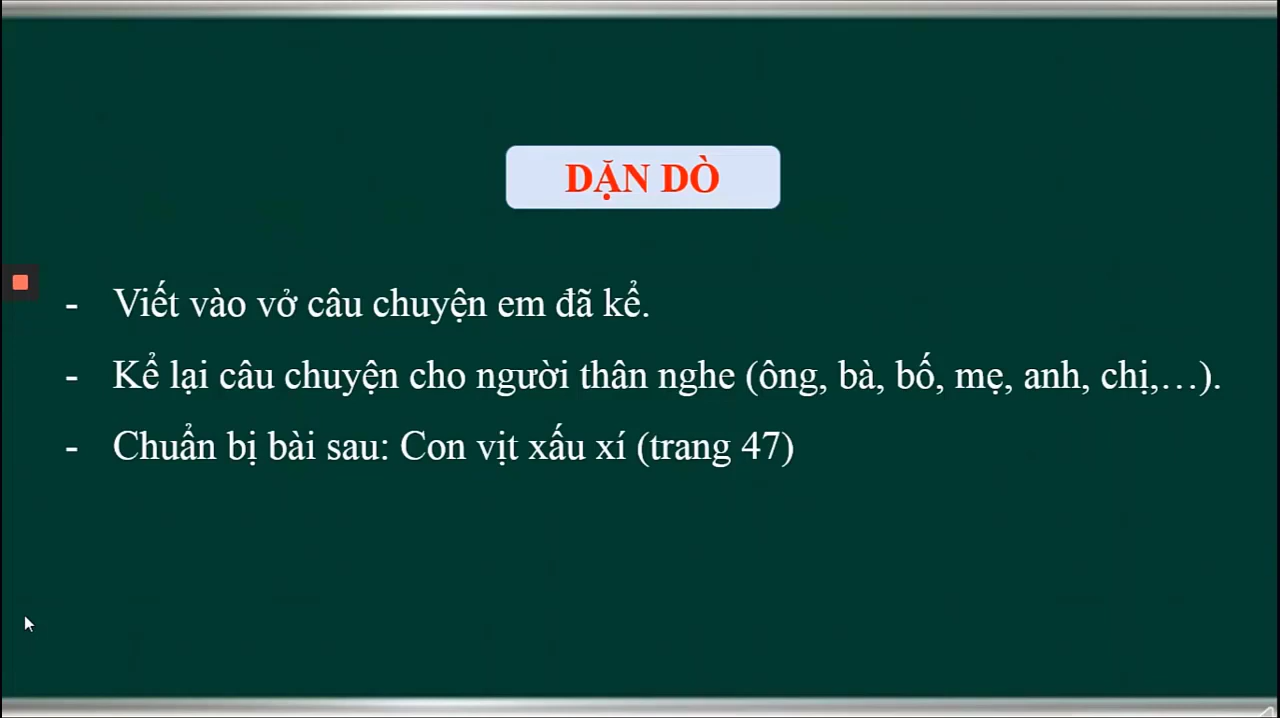 DẶN DÒ
- Viết vào vở câu chuyện em đã kể.
- Kể lại câu chuyện cho người thân nghe (ông, bà, bố, mẹ, anh, chị,…).
- Chuẩn bị bài sau: Con vịt xấu xí (trang 47)